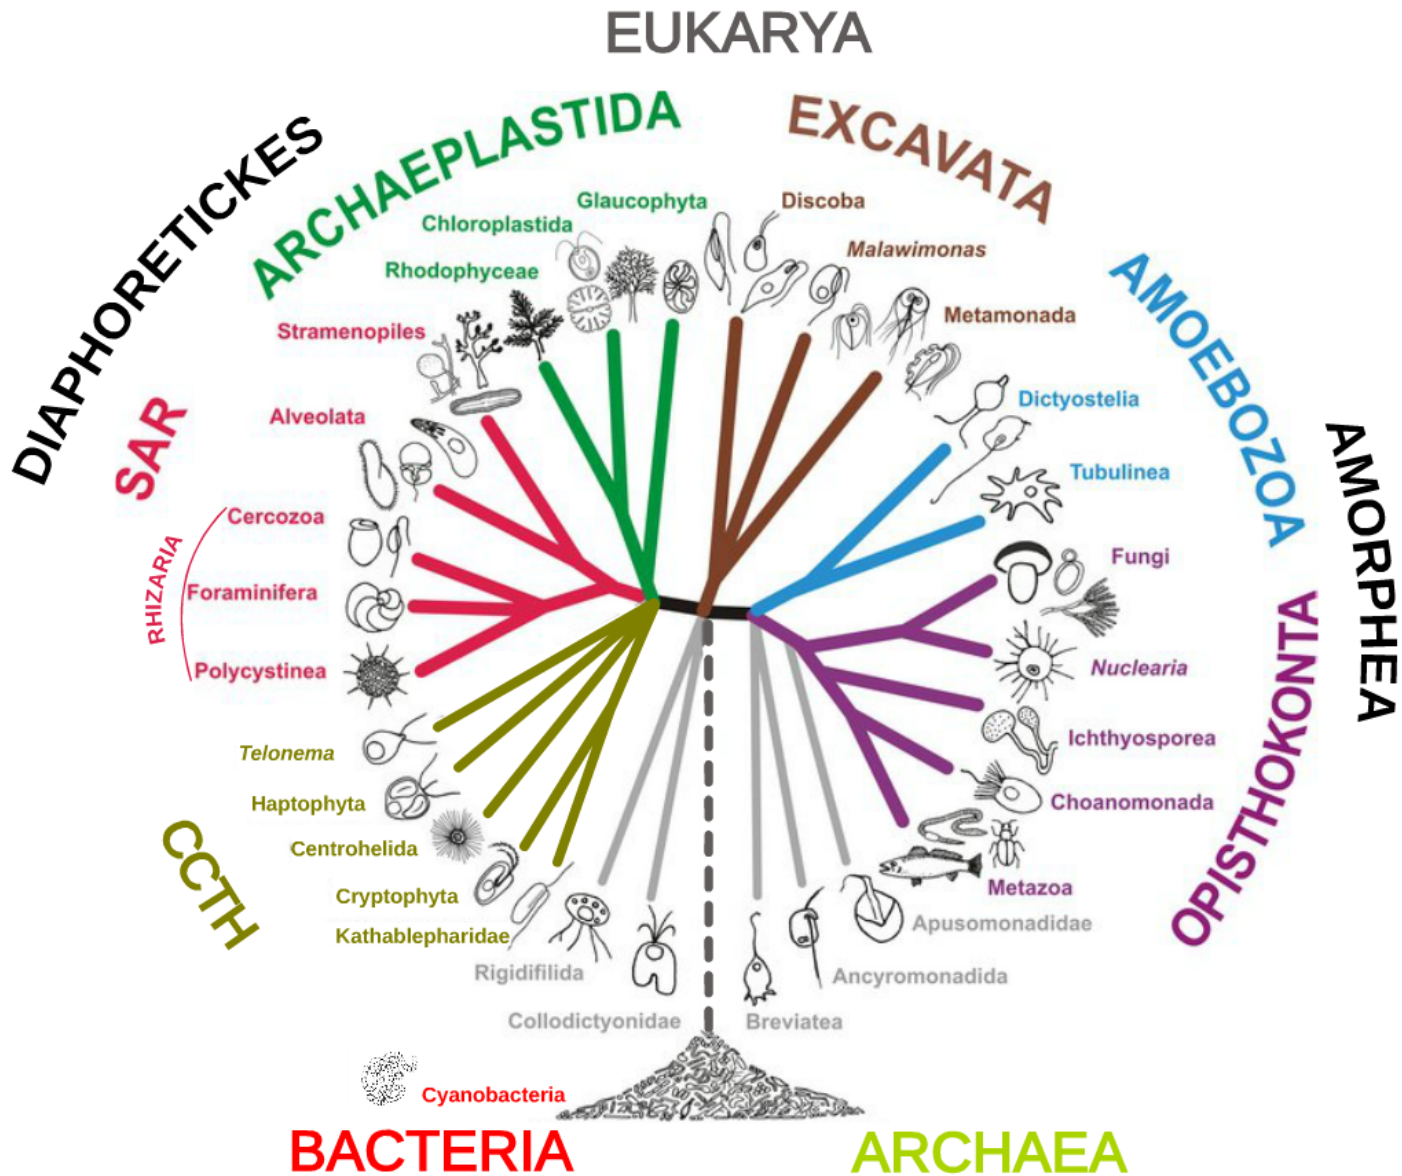 EUKARYA
DIAPHORETICKES
ARCHAEPLASTIDA
EXCAVATA
AMOEBOZOA
AMORPHEA
OPISTHOKONTA
SAR
RHIZARIA
CCTH
Glaucophyta
Chloroplastida
Rhodophyceae
Stramenopiles
Alveolata
Cercozoa
Foraminifera
Polycystinea
Telonema
Haptophyta
Centrohelida
Cryptophyta
Kathablepharidae
Rigidifilida
Collodictyonidae
Discoba
Malawimonas
Metamonada
Dictyostelia
Tubulinea
Fungi
Nuclearia
Ichthyosporea
Choanomonada
Metazoa
Apusomonadidae
Ancyromonadida
Breviatea
Cyanobacteria
BACTERIA
ARCHAEA